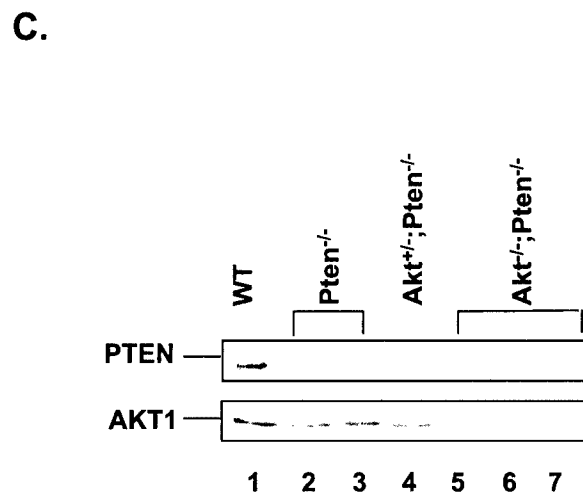 C.
WT
Pten-/-
Akt+/-;Pten-/-
Akt-/-;Pten-/-
PTEN
AKT1
1 2 3 4 5 6 7